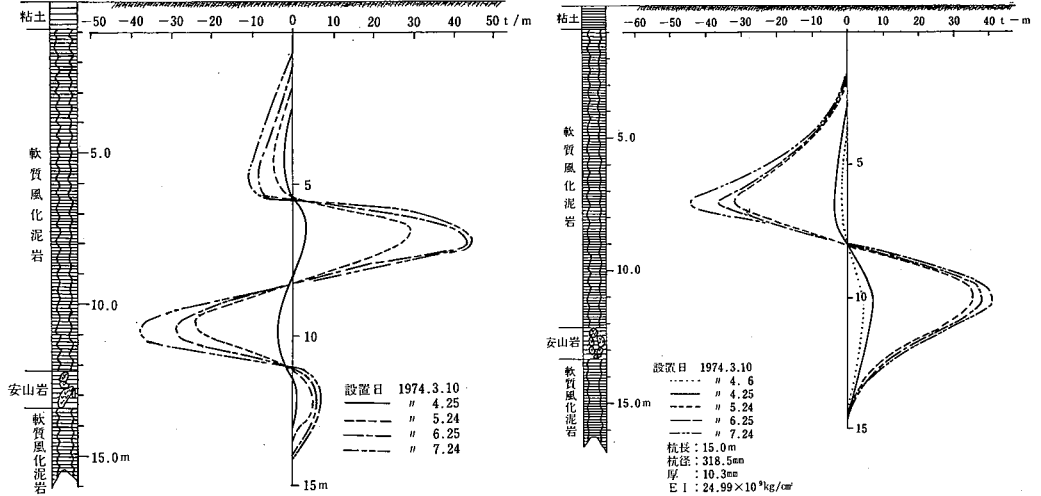 粘土
-50 -40 -30 -20 -10 0 10 20 30 40 50 t/m
軟質風化泥岩
5.0
10.0
安山岩
軟質風化泥岩
15.0m
5
10
15m
設置日 1974.3.10
〃 4.25
〃 5.24
〃 6.25
〃 7.24
粘土
-60 -50 -40 -30 -20 -10 0 10 20 30 40 t-m
軟質風化泥岩
5.0
10.0
安山岩
軟質風化泥岩
15.0m
5
10
15
設置日 1974.3.10
〃 4. 6
〃 4.25
〃 5.24
〃 6.25
〃 7.24
杭長:15.0m
杭径:318.5mm
厚:10.3mm
EI:24.99×10⁹kg/cm²